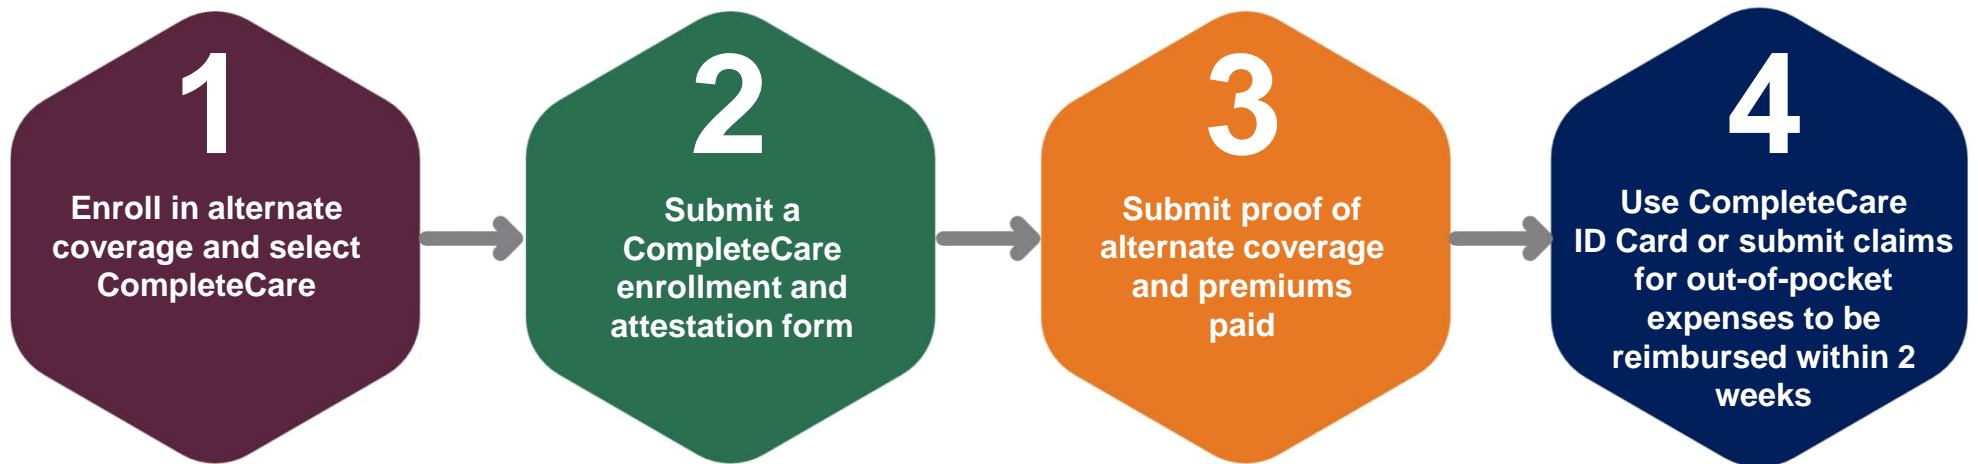 1
Enroll in alternate
coverage and select
CompleteCare
2
Submit a
CompleteCare
enrollment and
attestation form
3
Submit proof of
alternate coverage
and premiums
paid
4
Use CompleteCare
ID Card or submit claims
for out-of-pocket
expenses to be
reimbursed within 2
weeks